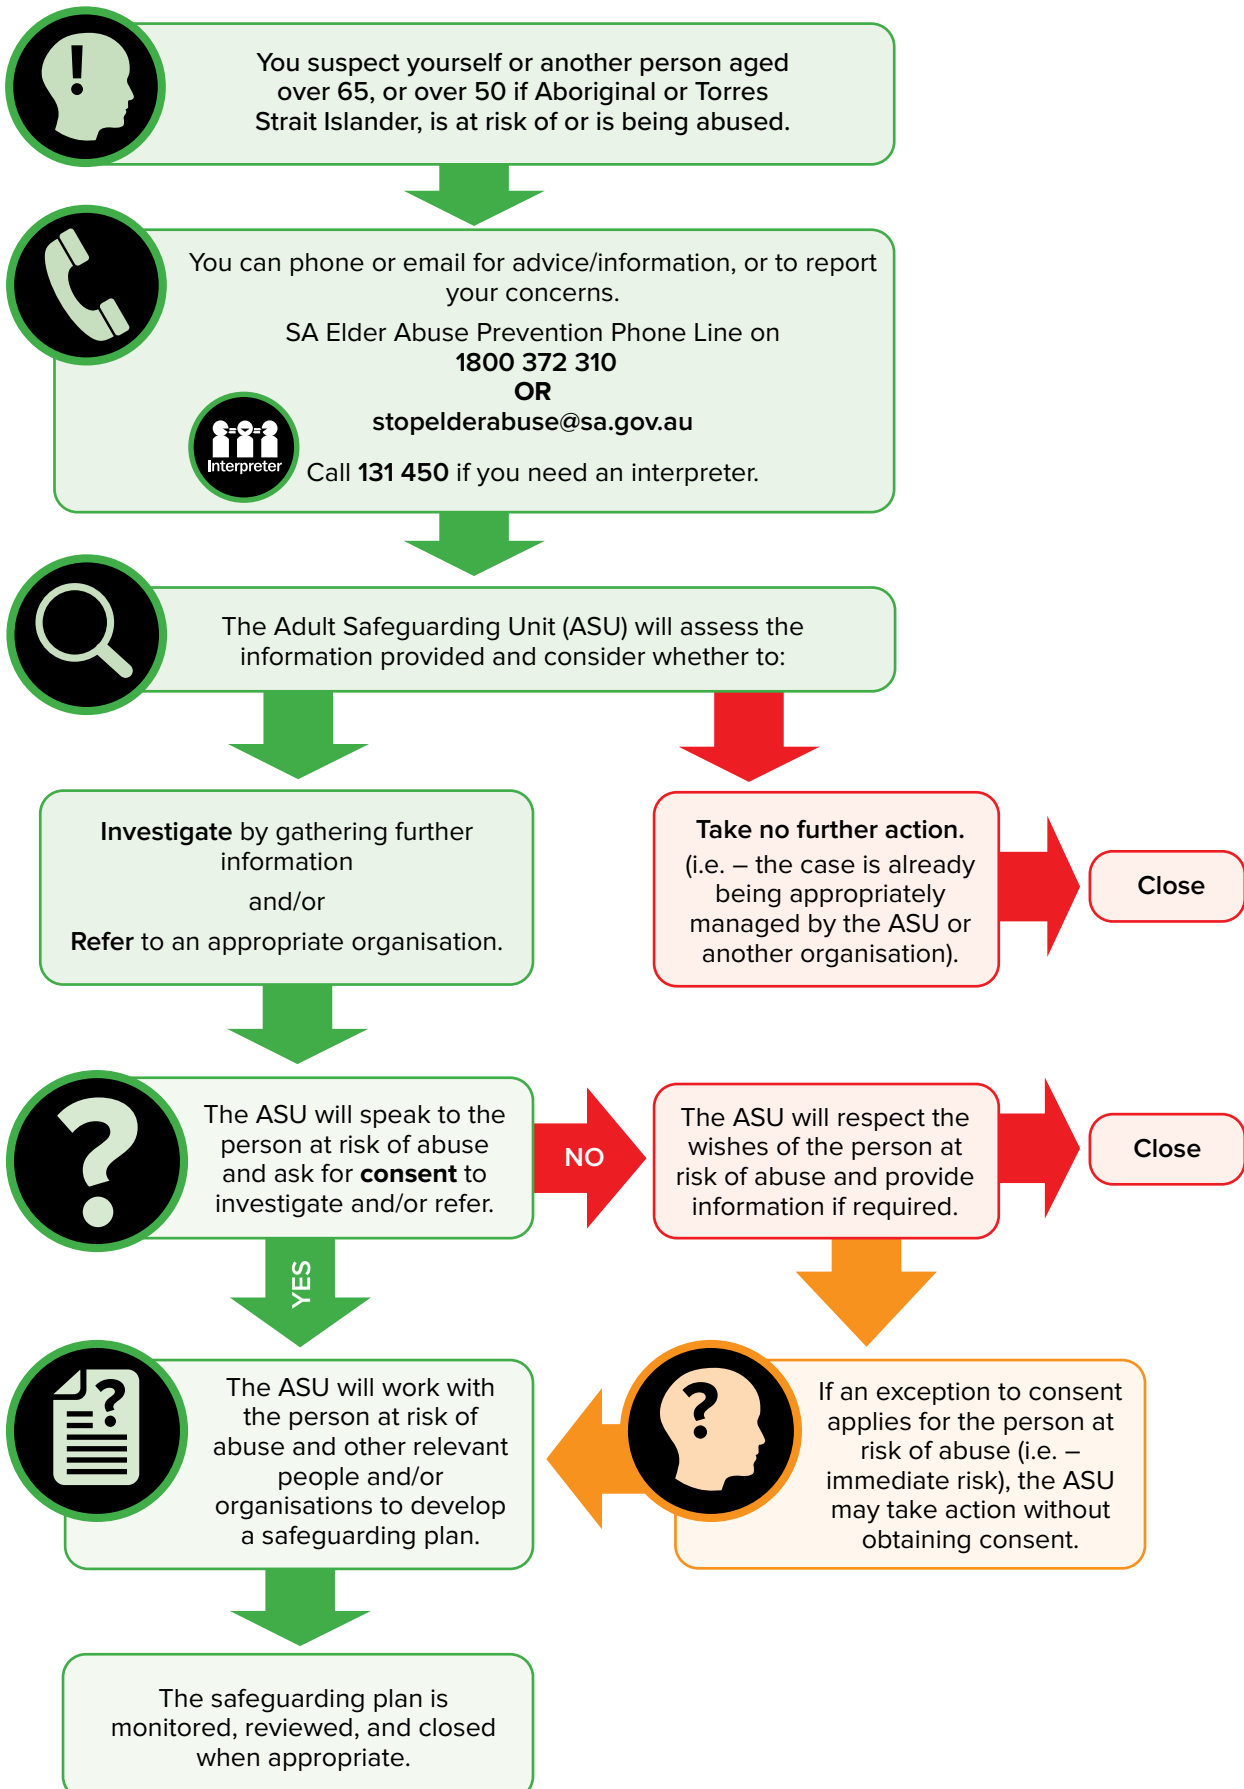 You suspect yourself or another person aged
over 65, or over 50 if Aboriginal or Torres
Strait Islander, is at risk of or is being abused.
You can phone or email for advice/information, or to report
your concerns.
SA Elder Abuse Prevention Phone Line on
1800 372 310
OR
stopelderabuse@sa.gov.au
Interpreter
Call 131 450 if you need an interpreter.
The Adult Safeguarding Unit (ASU) will assess the
information provided and consider whether to:
Investigate by gathering further
information
and/or
Refer to an appropriate organisation.
Take no further action.
(i.e. – the case is already
being appropriately
managed by the ASU or
another organisation).
Close
The ASU will speak to the
person at risk of abuse
and ask for consent to
investigate and/or refer.
NO
The ASU will respect the
wishes of the person at
risk of abuse and provide
information if required.
Close
YES
The ASU will work with
the person at risk of
abuse and other relevant
people and/or
organisations to develop
a safeguarding plan.
If an exception to consent
applies for the person at
risk of abuse (i.e. –
immediate risk), the ASU
may take action without
obtaining consent.
The safeguarding plan is
monitored, reviewed, and closed
when appropriate.